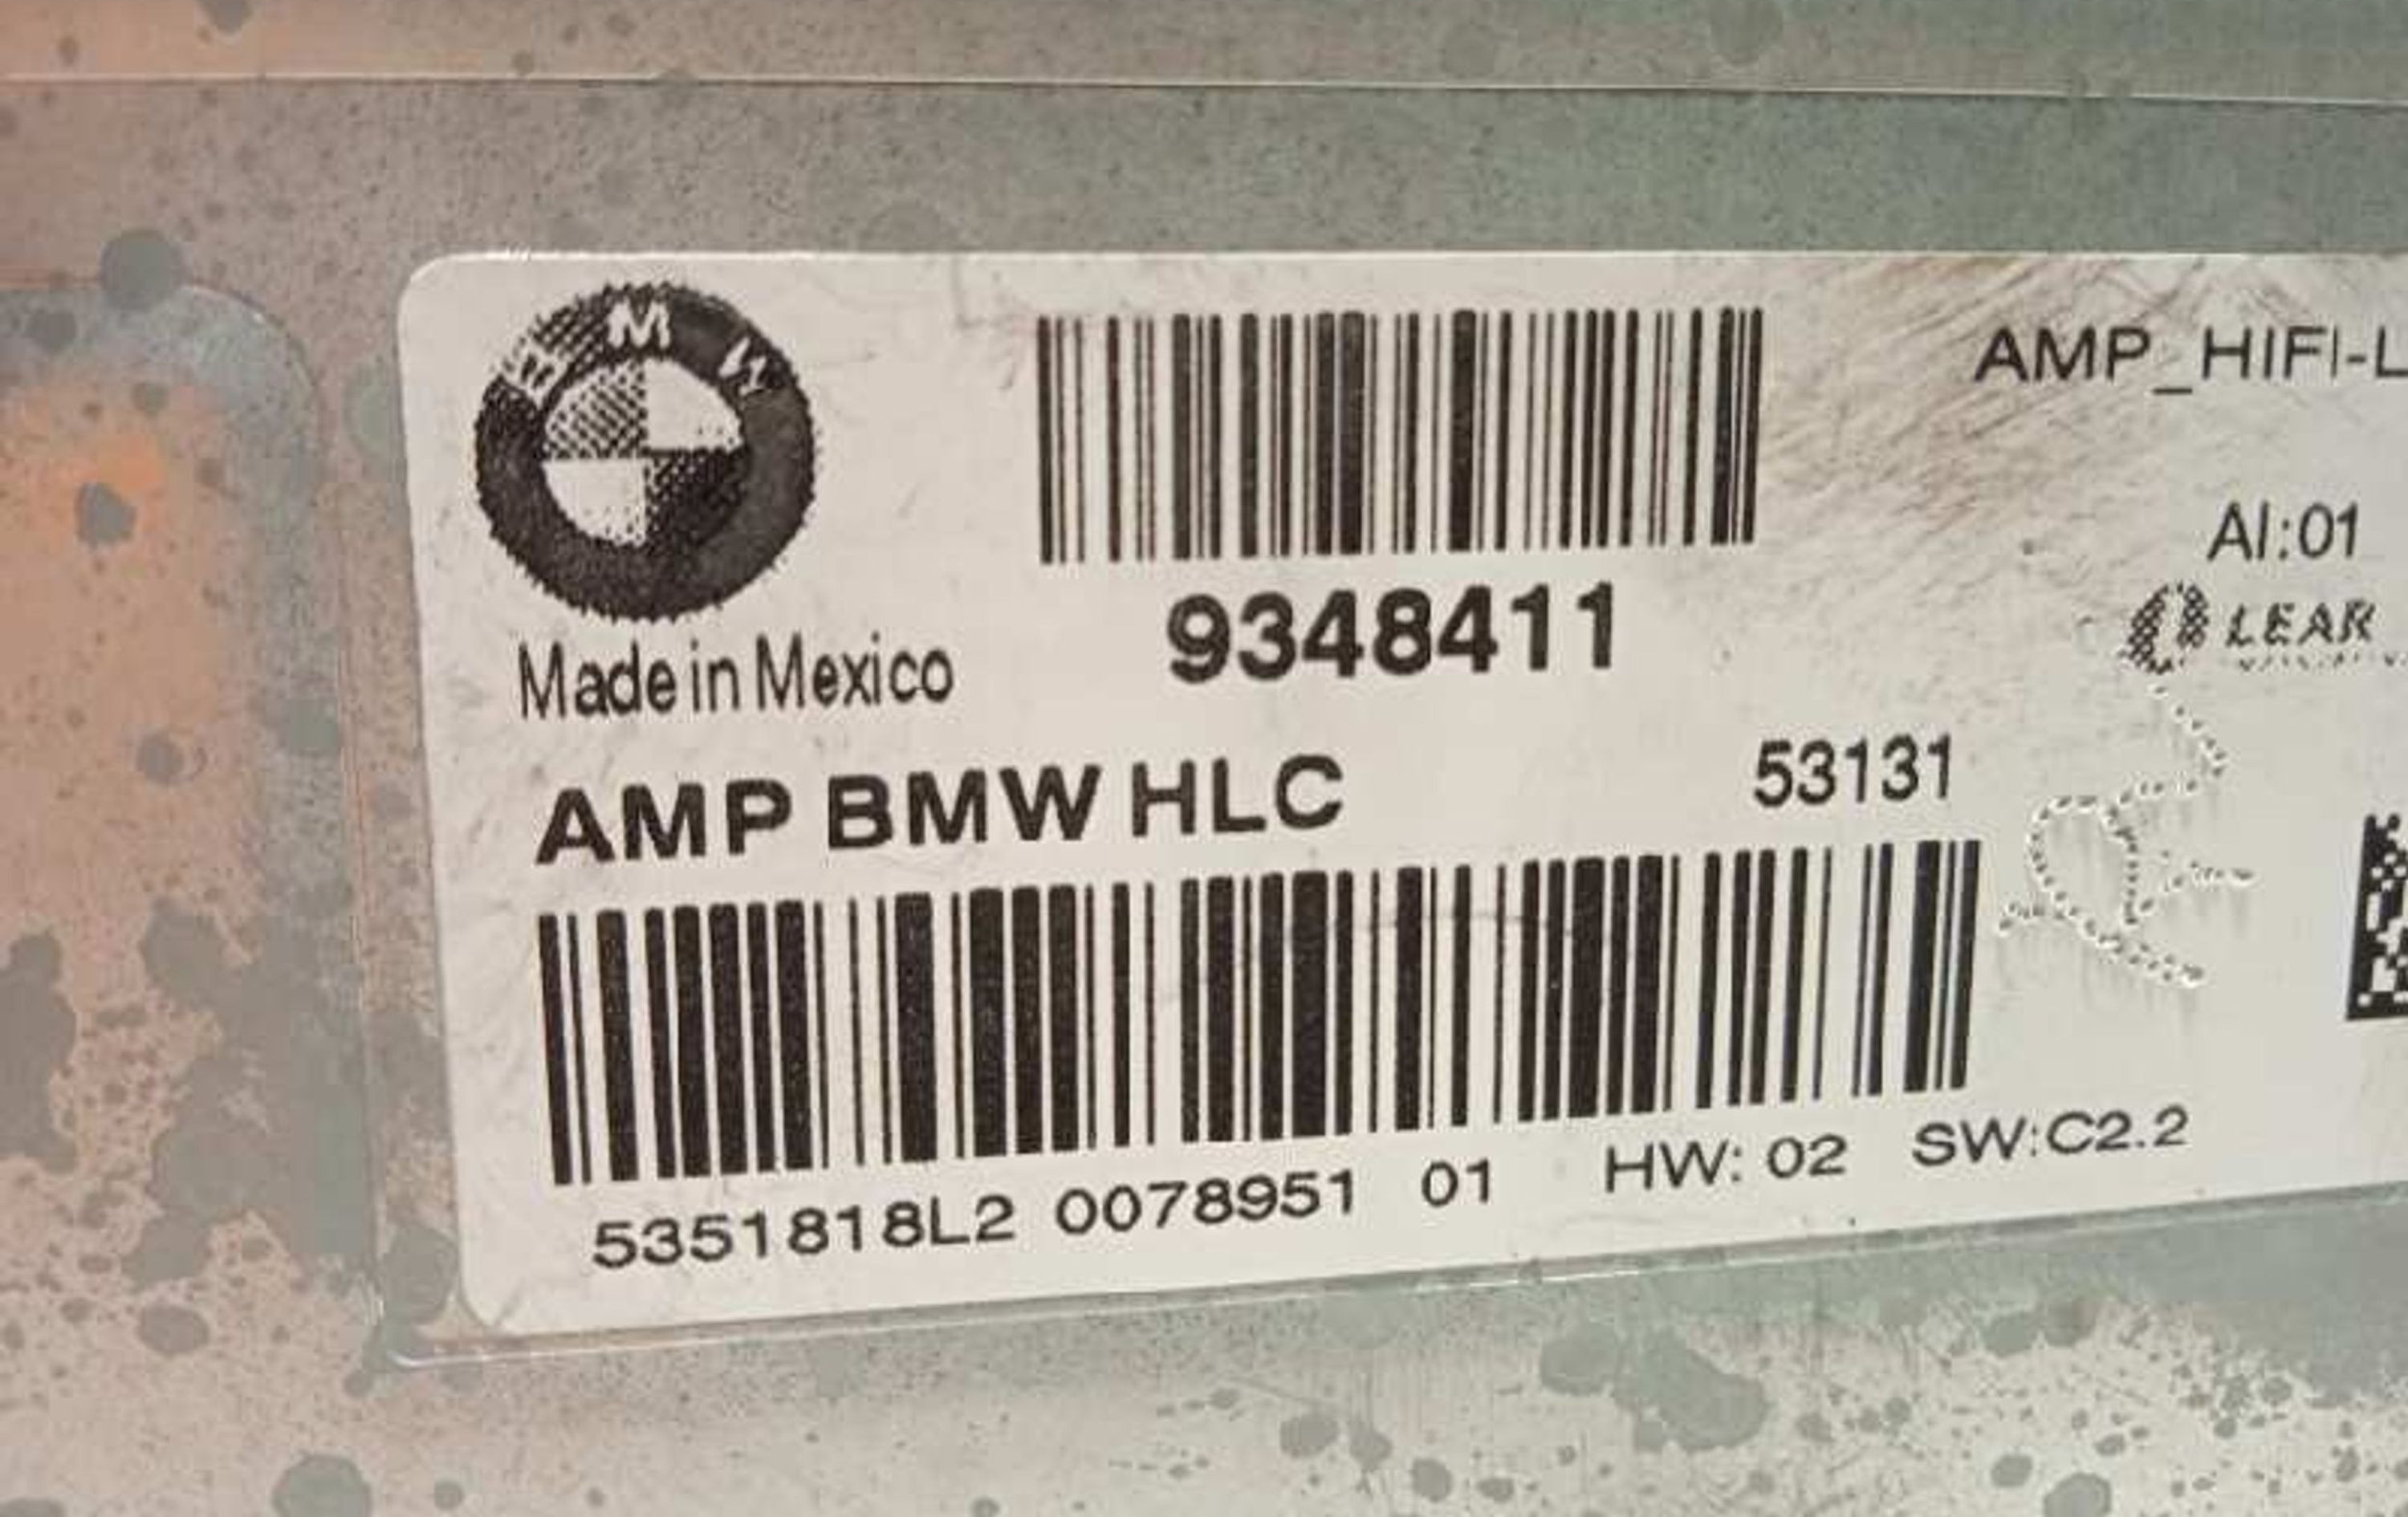 BMW
AMP_HIFI-L
AI:01
9348411
LEAR
Made in Mexico
AMP BMW HLC 53131
5351818L2 0078951 01 HW: 02 SW:C2.2